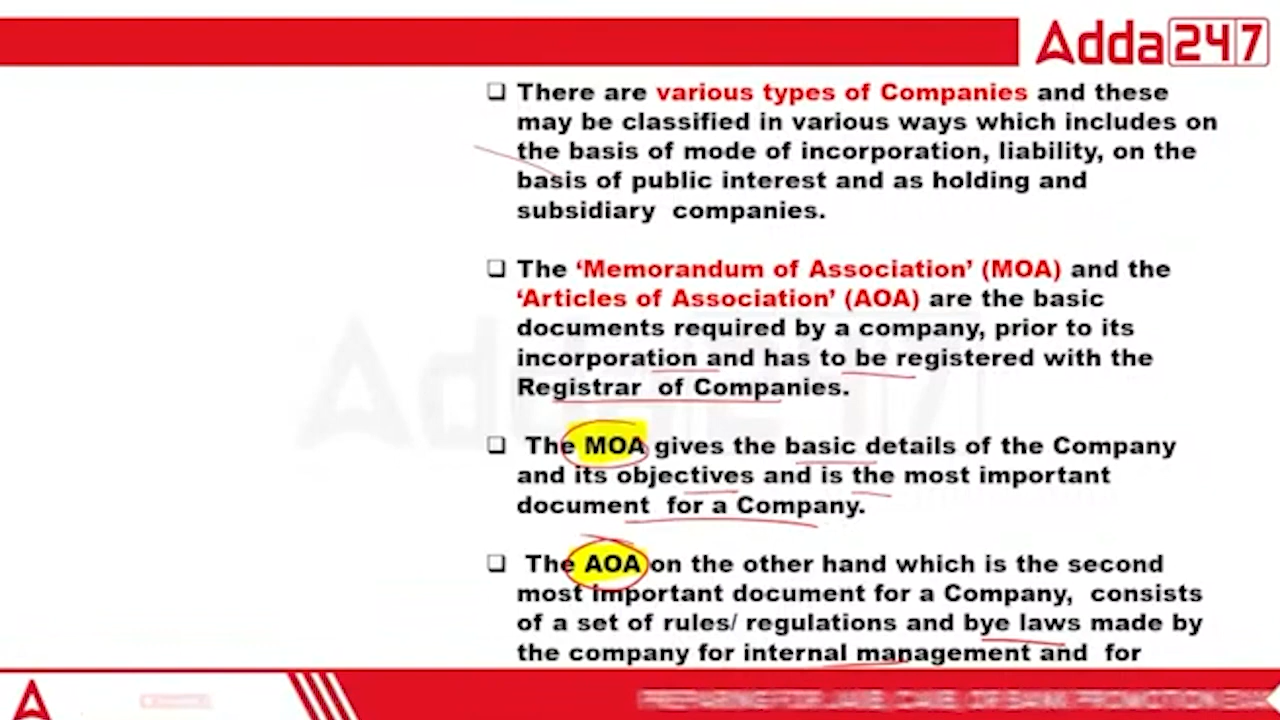 Adda247
❑ There are various types of Companies and these
may be classified in various ways which includes on
the basis of mode of incorporation, liability, on the
basis of public interest and as holding and
subsidiary companies.
❑ The ‘Memorandum of Association’ (MOA) and the
‘Articles of Association’ (AOA) are the basic
documents required by a company, prior to its
incorporation and has to be registered with the
Registrar of Companies.
❑ The MOA gives the basic details of the Company
and its objectives and is the most important
document for a Company.
❑ The AOA on the other hand which is the second
most important document for a Company, consists
of a set of rules/ regulations and bye laws made by
the company for internal management and for